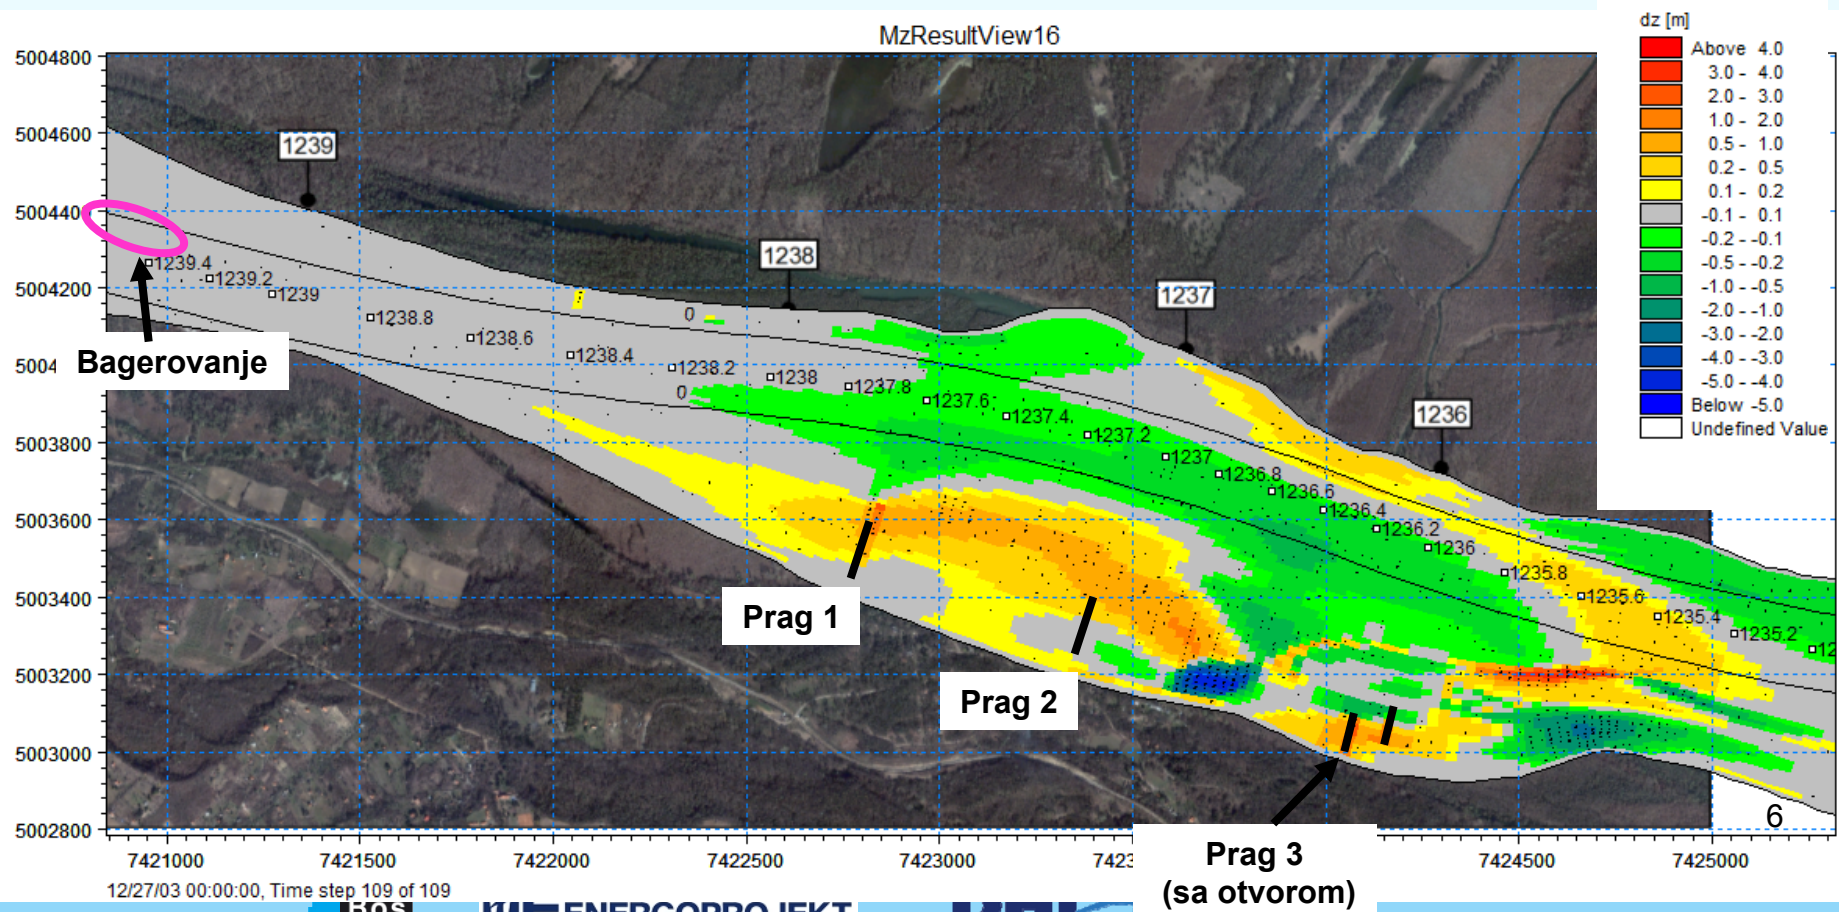 MzResultView16
dz [m]
Above 4.0
3.0 - 4.0
2.0 - 3.0
1.0 - 2.0
0.5 - 1.0
0.2 - 0.5
0.1 - 0.2
-0.1 - 0.1
-0.2 - -0.1
-0.5 - -0.2
-1.0 - -0.5
-2.0 - -1.0
-3.0 - -2.0
-4.0 - -3.0
-5.0 - -4.0
Below -5.0
Undefined Value
5004800
5004600
5004400
5004200
5004
5003800
5003600
5003400
5003200
5003000
5002800
1239
1238
1237
1236
1239.4
1239.2
1239
1238.8
1238.6
1238.4
1238.2
1238
1237.8
1237.6
1237.4
1237.2
1237
1236.8
1236.6
1236.4
1236.2
1236
1235.8
1235.6
1235.4
1235.2
12
0
0
Bagerovanje
Prag 1
Prag 2
Prag 3
(sa otvorom)
6
7421000
7421500
7422000
7422500
7423000
7423
7424500
7425000
12/27/03 00:00:00, Time step 109 of 109
ENERGOPROJEKT